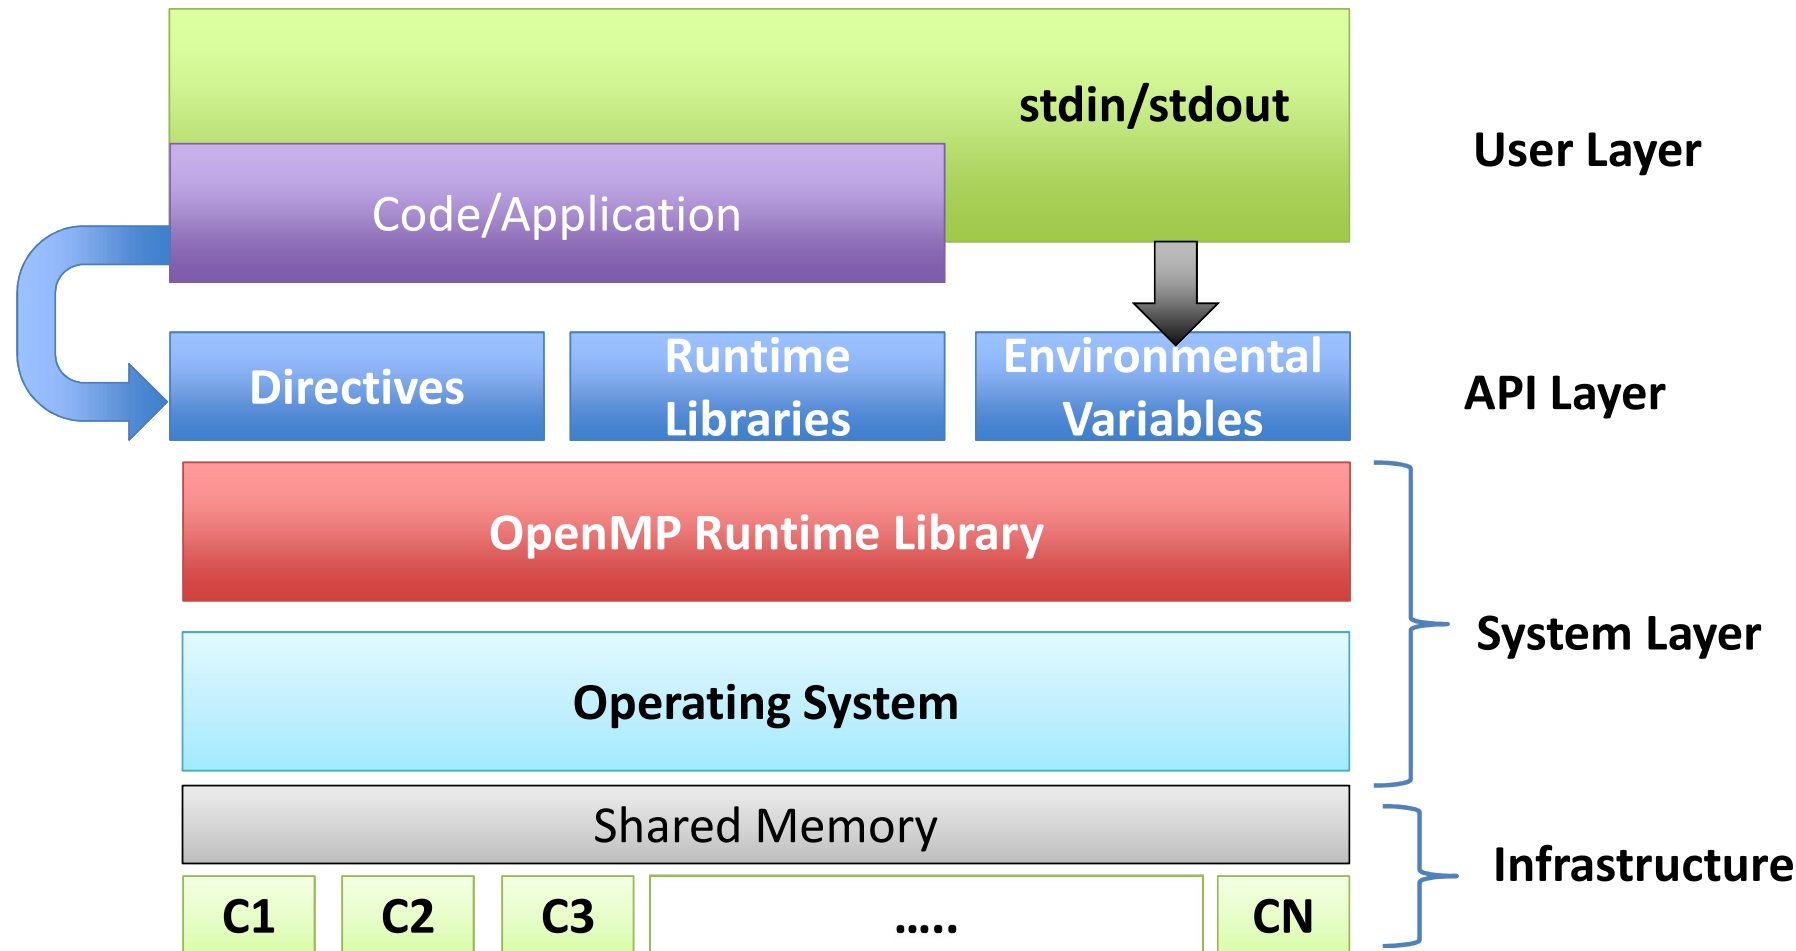 stdin/stdout
User Layer
Code/Application
Directives
Runtime
Libraries
Environmental
Variables
API Layer
OpenMP Runtime Library
System Layer
Operating System
Shared Memory
Infrastructure
C1
C2
C3
.....
CN